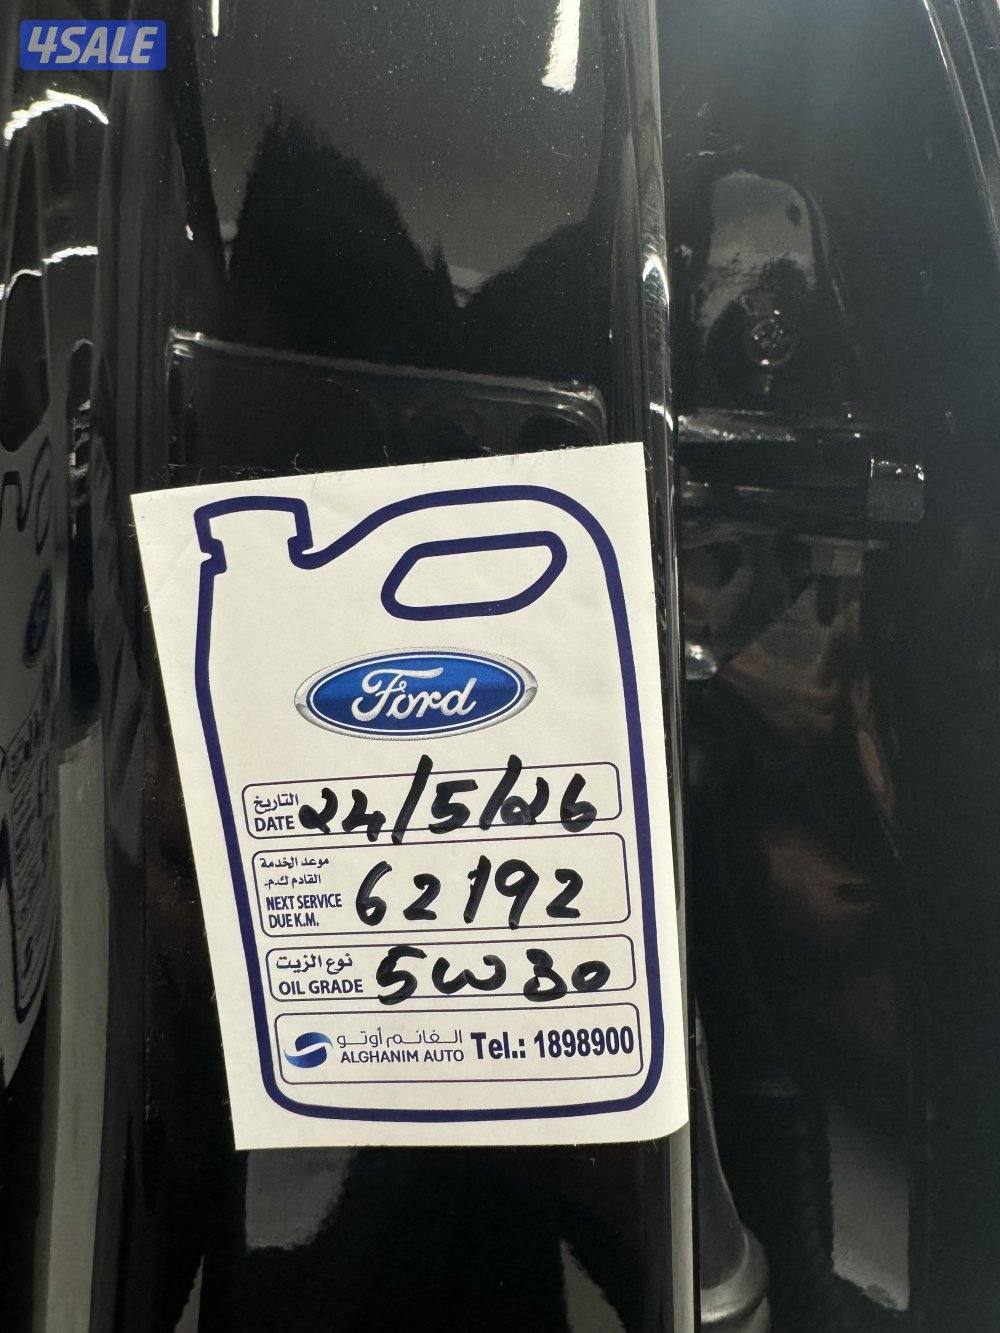 4SALE
Ford
التاريخ
DATE 24/5/26
موعد الخدمة
القادم ك.م.
NEXT SERVICE
DUE K.M. 62192
نوع الزيت
OIL GRADE 5W30
الغانم أوتو
ALGHANIM AUTO Tel.: 1898900